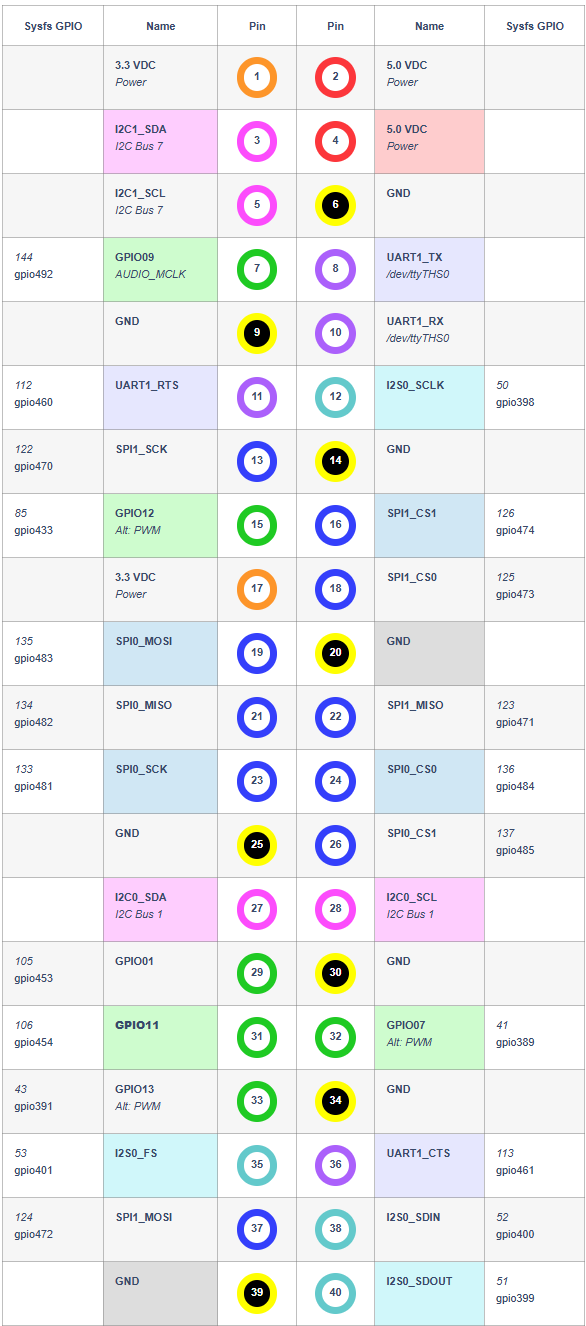 Sysfs GPIO Name Pin Pin Name Sysfs GPIO
3.3 VDC 1 2 5.0 VDC
Power Power
I2C1_SDA 3 4 5.0 VDC
I2C Bus 7 Power
I2C1_SCL 5 6 GND
I2C Bus 7
144 GPIO09 7 8 UART1_TX
gpio492 AUDIO_MCLK /dev/ttyTHS0
GND 9 10 UART1_RX
/dev/ttyTHS0
112 UART1_RTS 11 12 I2S0_SCLK 50
gpio460 gpio398
122 SPI1_SCK 13 14 GND
gpio470
85 GPIO12 15 16 SPI1_CS1 126
gpio433 Alt: PWM gpio474
3.3 VDC 17 18 SPI1_CS0 125
Power gpio473
135 SPI0_MOSI 19 20 GND
gpio483
134 SPI0_MISO 21 22 SPI1_MISO 123
gpio482 gpio471
133 SPI0_SCK 23 24 SPI0_CS0 136
gpio481 gpio484
GND 25 26 SPI0_CS1 137
gpio485
I2C0_SDA 27 28 I2C0_SCL
I2C Bus 1 I2C Bus 1
105 GPIO01 29 30 GND
gpio453
106 GPIO11 31 32 GPIO07 41
gpio454 Alt: PWM gpio389
43 GPIO13 33 34 GND
gpio391 Alt: PWM
53 I2S0_FS 35 36 UART1_CTS 113
gpio401 gpio461
124 SPI1_MOSI 37 38 I2S0_SDIN 52
gpio472 gpio400
GND 39 40 I2S0_SDOUT 51
gpio399